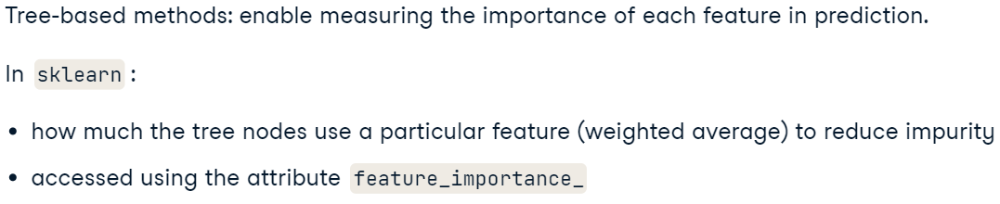 Tree-based methods: enable measuring the importance of each feature in prediction.
In sklearn :
• how much the tree nodes use a particular feature (weighted average) to reduce impurity
• accessed using the attribute feature_importance_